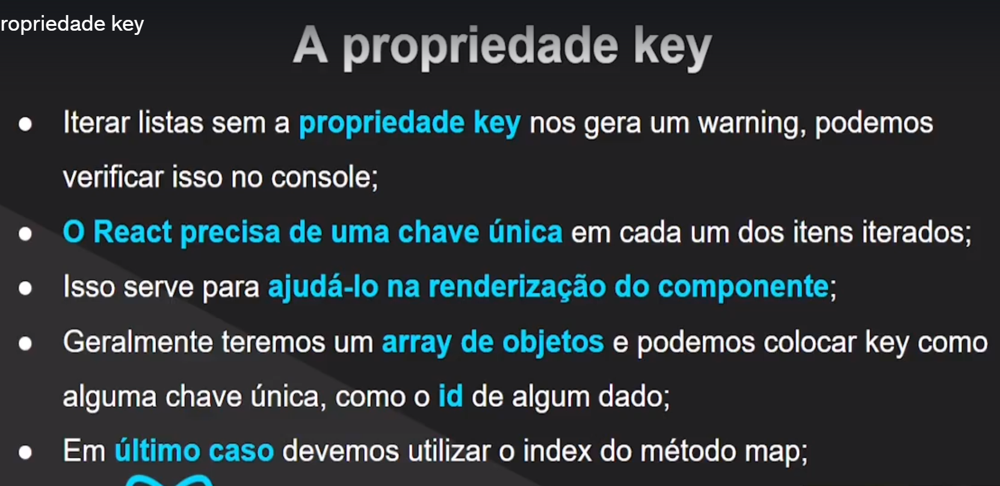 ropriedade key
A propriedade key
● Iterar listas sem a propriedade key nos gera um warning, podemos
verificar isso no console;
● O React precisa de uma chave única em cada um dos itens iterados;
● Isso serve para ajudá-lo na renderização do componente;
● Geralmente teremos um array de objetos e podemos colocar key como
alguma chave única, como o id de algum dado;
● Em último caso devemos utilizar o index do método map;